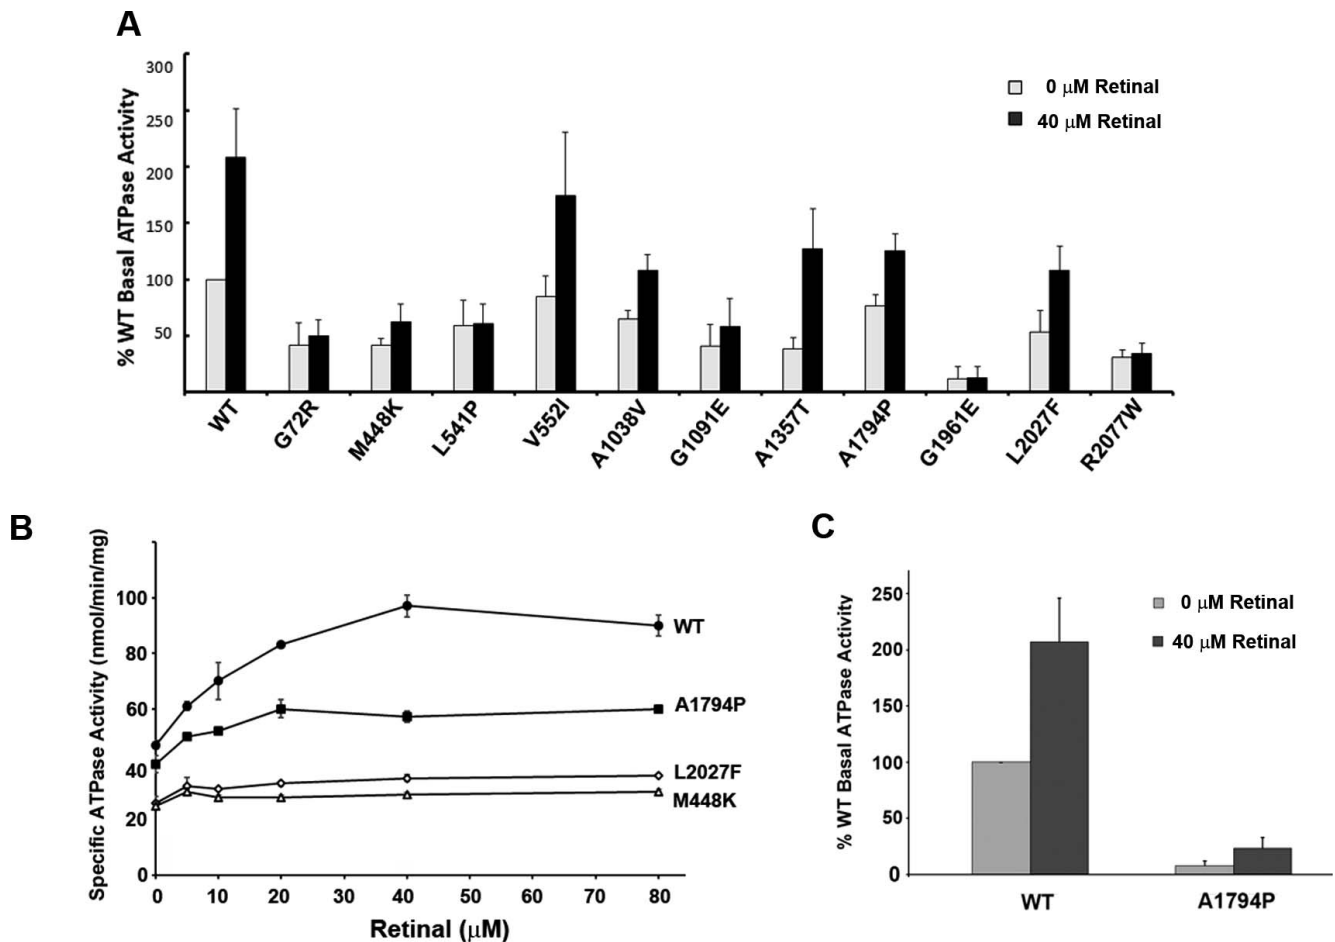 A
% WT Basal ATPase Activity
300
250
200
150
100
50
0 μM Retinal
40 μM Retinal
WT
G72R
M448K
L541P
V552I
A1038V
G1091E
A1357T
A1794P
G1961E
L2027F
R2077W
B
Specific ATPase Activity (nmol/min/mg)
100
80
60
40
20
0
WT
A1794P
L2027F
M448K
0 10 20 30 40 50 60 70 80
Retinal (μM)
C
% WT Basal ATPase Activity
250
200
150
100
50
0
0 μM Retinal
40 μM Retinal
WT
A1794P